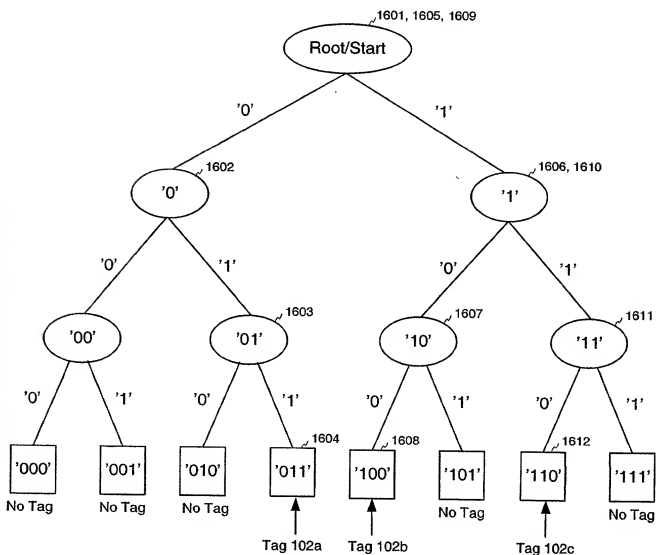 1601, 1605, 1609
Root/Start
'0' '1'
1602 1606, 1610
'0' '1'
'0' '1' '0' '1'
1603 1607 1611
'00' '01' '10' '11'
'0' '1' '0' '1' '0' '1' '0' '1'
1604 1608 1612
'000' '001' '010' '011' '100' '101' '110' '111'
No Tag No Tag No Tag No Tag No Tag
Tag 102a Tag 102b Tag 102c